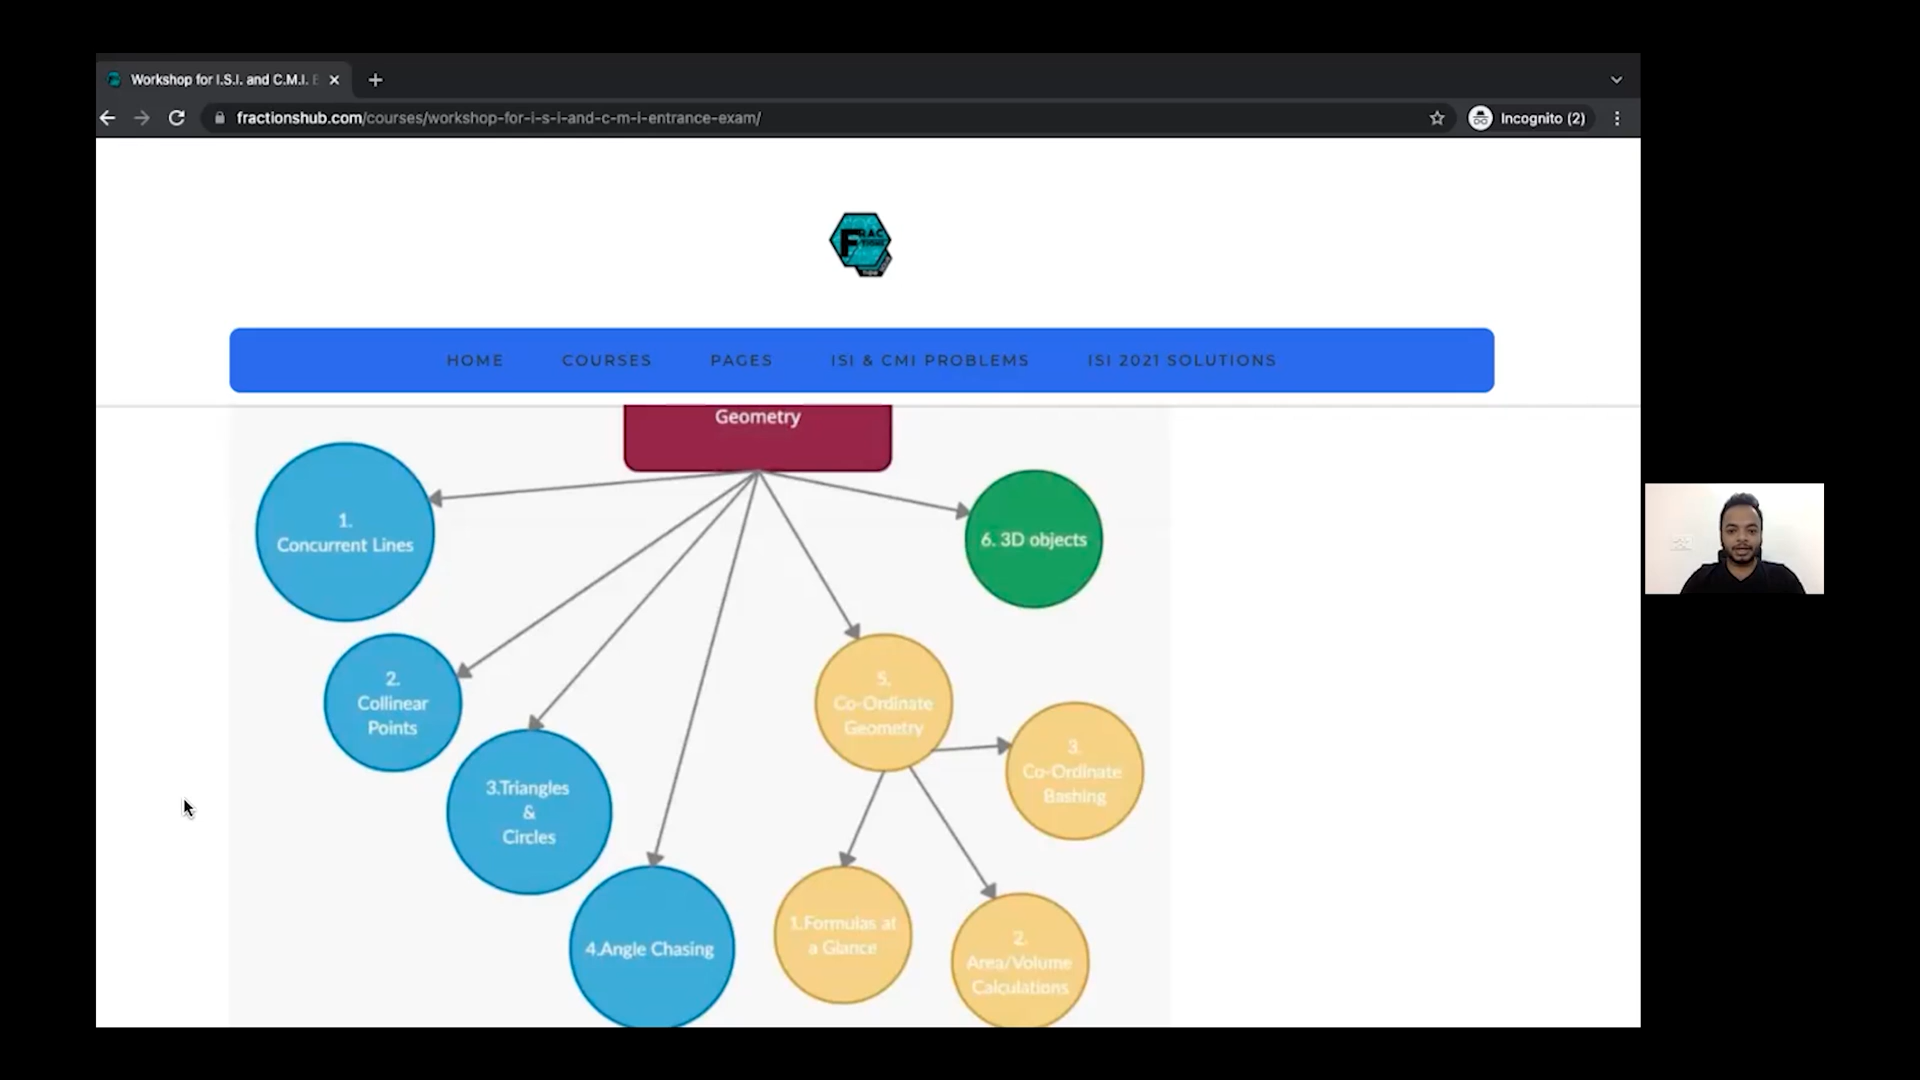 Workshop for I.S.I. and C.M.I.
fractionshub.com/courses/workshop-for-i-s-i-and-c-m-i-entrance-exam/
Incognito (2)
HOME
COURSES
PAGES
ISI & CMI PROBLEMS
ISI 2021 SOLUTIONS
Geometry
1.
Concurrent Lines
6. 3D objects
2.
Collinear
Points
5.
Co-Ordinate
Geometry
3.
Co-Ordinate
Bashing
3.Triangles
&
Circles
4.Angle Chasing
1.Formulas at
a Glance
2.
Area/Volume
Calculations